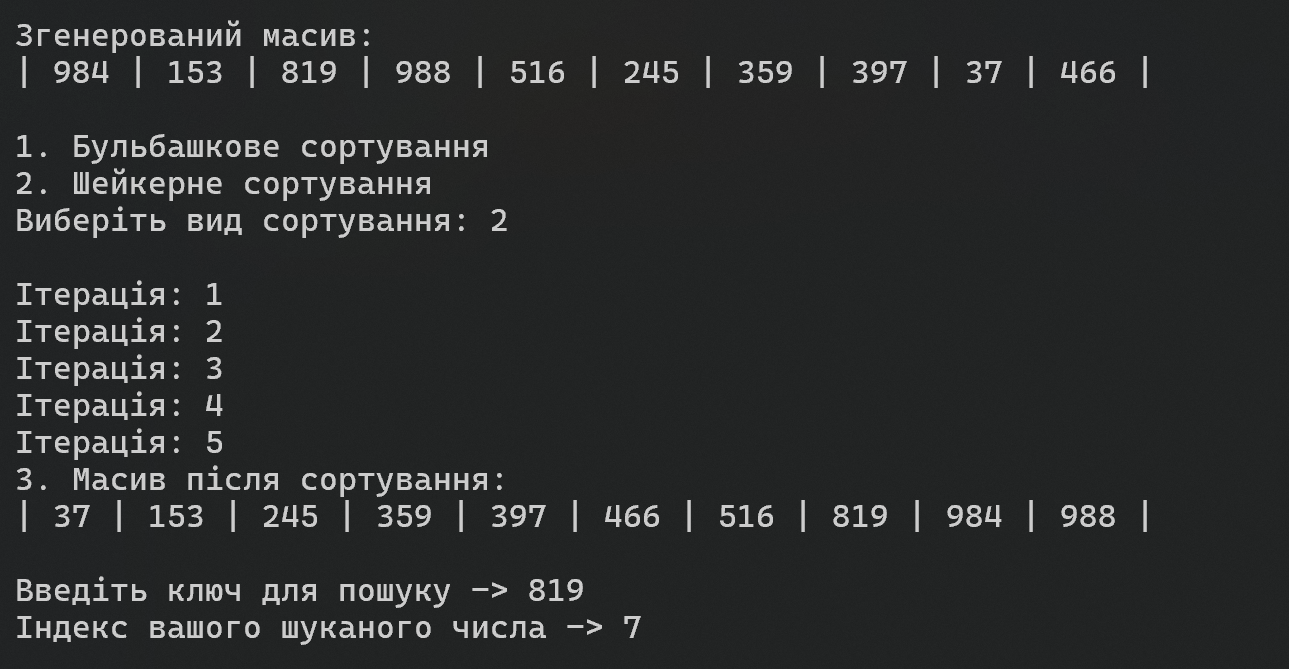 Згенерований масив:
| 984 | 153 | 819 | 988 | 516 | 245 | 359 | 397 | 37 | 466 |
1. Бульбашкове сортування
2. Шейкерне сортування
Виберіть вид сортування: 2
Ітерація: 1
Ітерація: 2
Ітерація: 3
Ітерація: 4
Ітерація: 5
3. Масив після сортування:
| 37 | 153 | 245 | 359 | 397 | 466 | 516 | 819 | 984 | 988 |
Введіть ключ для пошуку -> 819
Індекс вашого шуканого числа -> 7